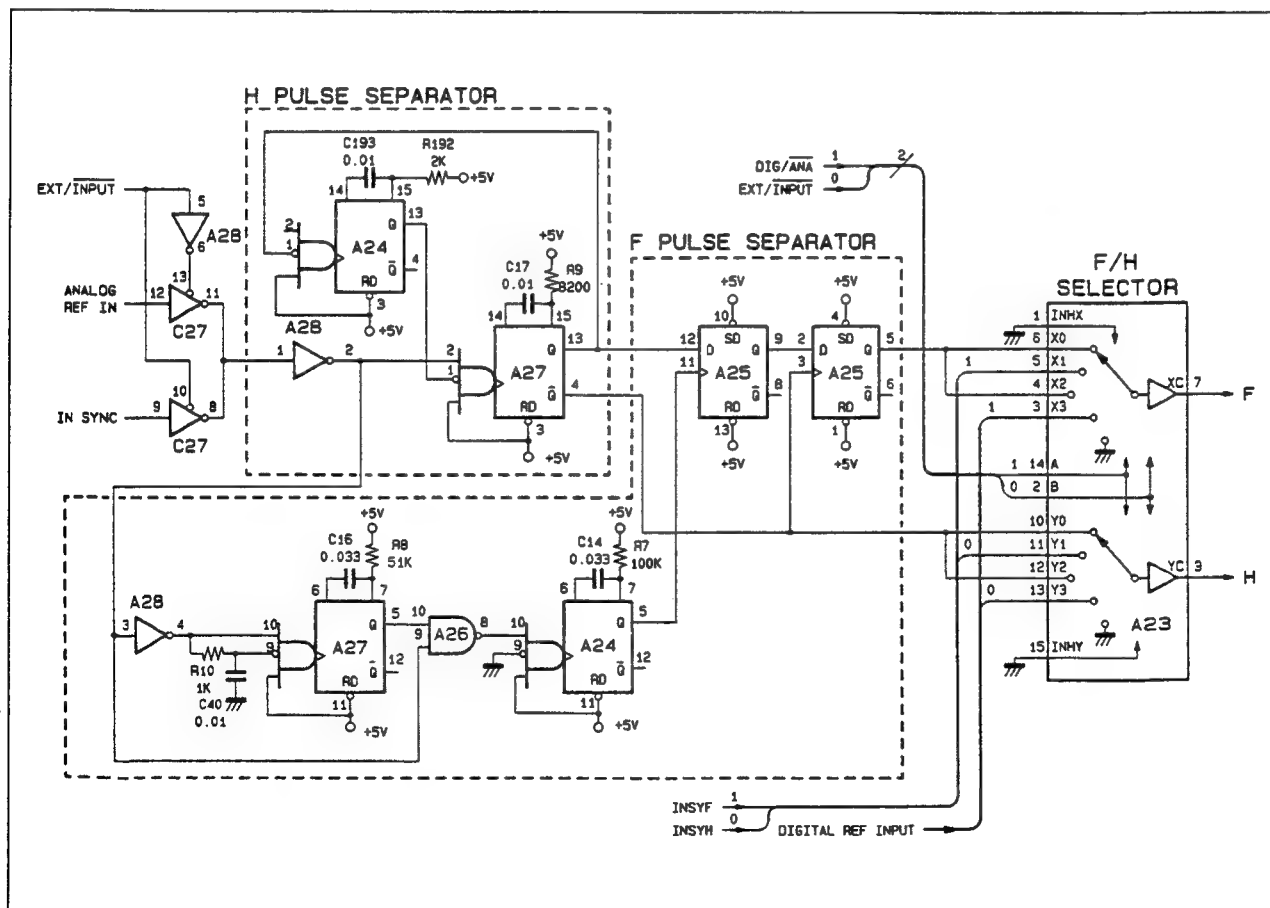 H PULSE SEPARATOR
C193
0.01
R192
2K
+5V
14
15
EXT/INPUT
5
A28
6
13
ANALOG
REF IN
12
11
C27
10
IN SYNC
9
8
C27
2
1
A24
13
Q
4
Q
RD
3
+5V
A28
1
2
+5V
C17
0.01
R9
8200
14
15
2
1
A27
Q
13
Q
4
RD
3
+5V
DIG/ANA
1
2
EXT/INPUT
0
F PULSE SEPARATOR
+5V
10
SD
12
D
Q
9
11
A25
Q
8
RD
13
+5V
+5V
4
SD
2
D
Q
5
3
A25
Q
6
RD
1
+5V
F/H
SELECTOR
1
INHX
6
X0
1
5
X1
4
X2
1
3
X3
XC
7
F
1
14
A
0
2
B
10
Y0
0
11
Y1
12
Y2
0
13
Y3
YC
3
H
A23
15
INHY
A28
3
4
R10
1K
C40
0.01
C16
0.033
+5V
R8
51K
6
7
10
9
A27
Q
5
Q
12
RD
11
+5V
10
9
A26
8
C14
0.033
+5V
R7
100K
6
7
10
9
A24
Q
5
Q
12
RD
11
+5V
INSYF
1
INSYH
0
DIGITAL REF INPUT